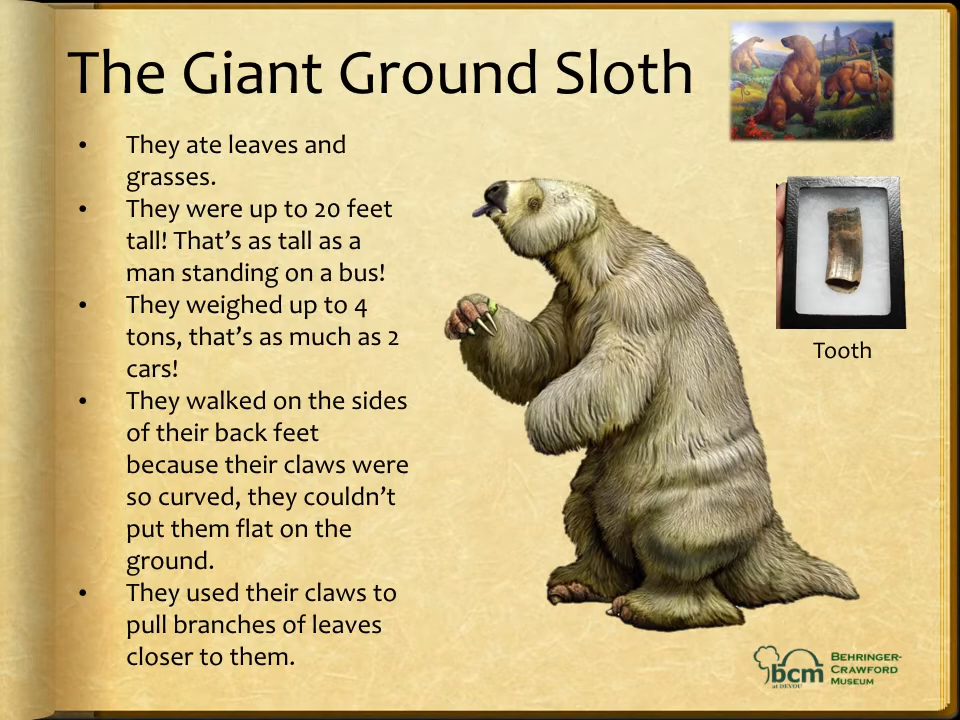 The Giant Ground Sloth
• They ate leaves and
grasses.
• They were up to 20 feet
tall! That’s as tall as a
man standing on a bus!
• They weighed up to 4
tons, that’s as much as 2
cars!
• They walked on the sides
of their back feet
because their claws were
so curved, they couldn’t
put them flat on the
ground.
• They used their claws to
pull branches of leaves
closer to them.
Tooth
bcm
at DEVOU
BEHRINGER-
CRAWFORD
MUSEUM